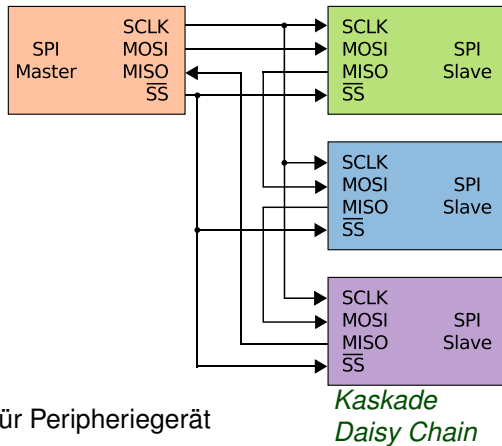 SPI
Master
SCLK
MOSI
MISO
SS
SCLK
MOSI
MISO
SS
SPI
Slave
SCLK
MOSI
MISO
SS
SPI
Slave
SCLK
MOSI
MISO
SS
SPI
Slave
ür Peripheriegerät
Kaskade
Daisy Chain